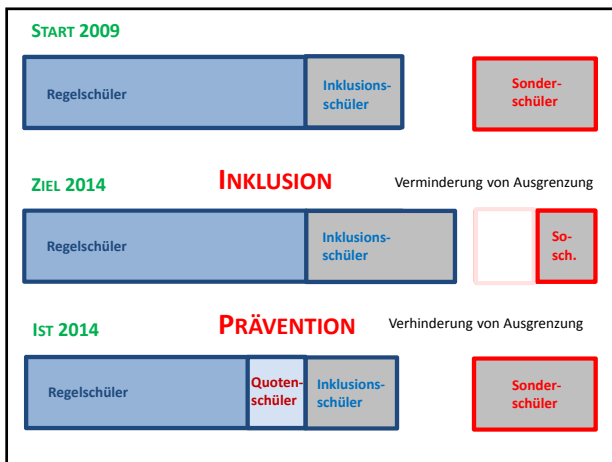 START 2009
Regelschüler
Inklusions-
schüler
Sonder-
schüler
ZIEL 2014
INKLUSION
Verminderung von Ausgrenzung
Regelschüler
Inklusions-
schüler
So-
sch.
IST 2014
PRÄVENTION
Verhinderung von Ausgrenzung
Regelschüler
Quoten-
schüler
Inklusions-
schüler
Sonder-
schüler